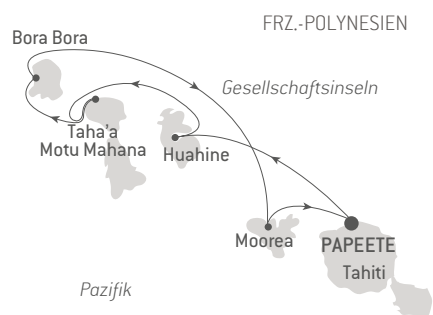 FRZ.-POLYNESIEN
Bora Bora
Gesellschaftsinseln
Taha'a
Motu Mahana
Huahine
Moorea
PAPEETE
Tahiti
Pazifik